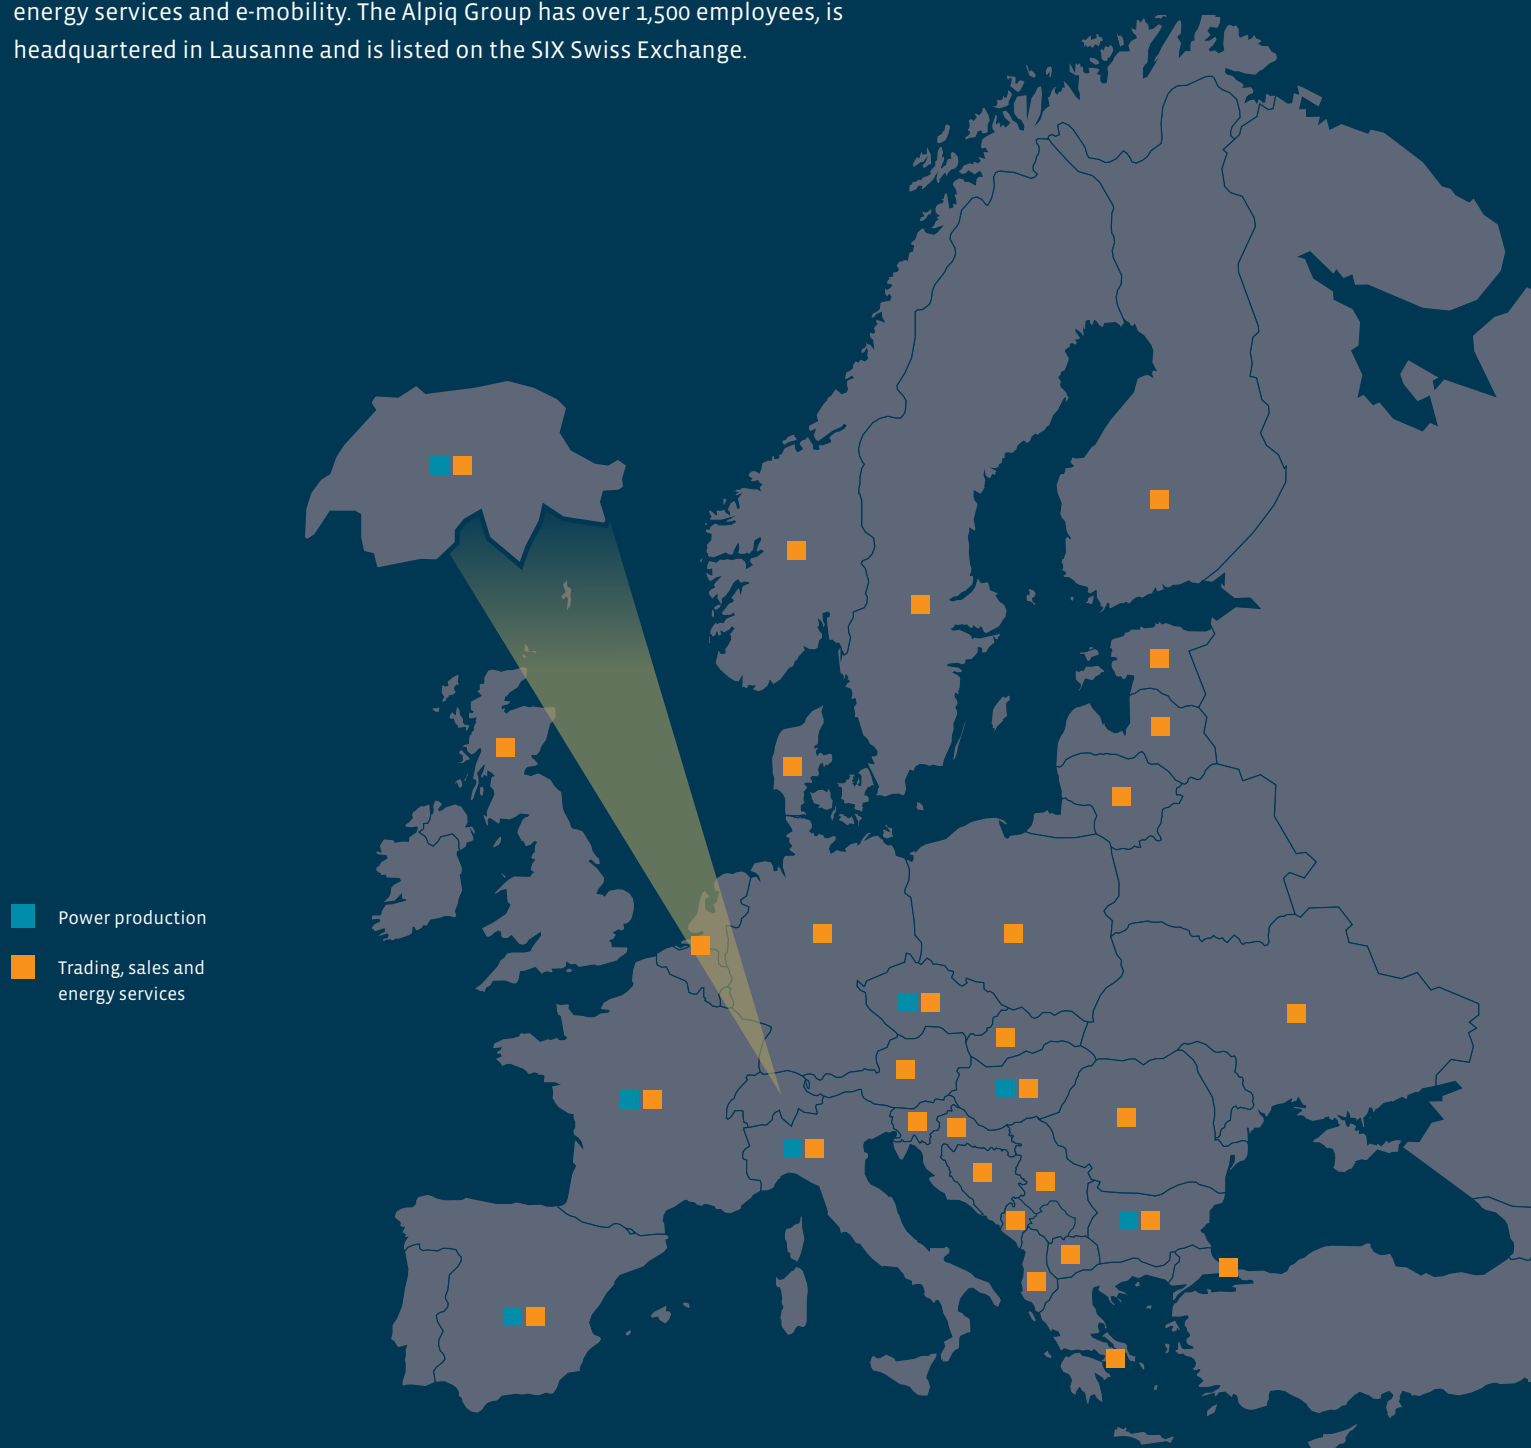 energy services and e-mobility. The Alpiq Group has over 1,500 employees, is
headquartered in Lausanne and is listed on the SIX Swiss Exchange.
Power production
Trading, sales and
energy services